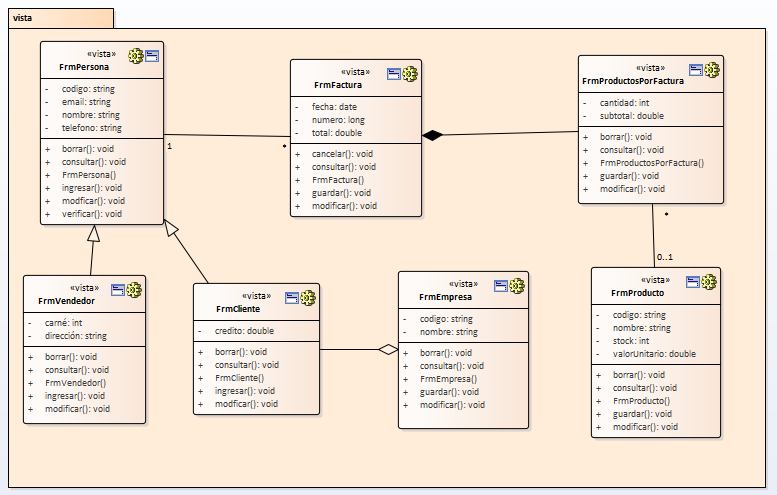 vista
«vista»
FrmPersona
- codigo: string
- email: string
- nombre: string
- telefono: string
+ borrar(): void
+ consultar(): void
+ FrmPersona()
+ ingresar(): void
+ modficar(): void
+ verificar(): void
«vista»
FrmFactura
- fecha: date
- numero: long
- total: double
+ cancelar(): void
+ consultar(): void
+ FrmFactura()
+ guardar(): void
+ modificar(): void
«vista»
FrmProductosPorFactura
- cantidad: int
- subtotal: double
+ borrar(): void
+ consultar(): void
+ FrmProductosPorFactura()
+ guardar(): void
+ modificar(): void
1
*
*
0..1
«vista»
FrmVendedor
- carné: int
- dirección: string
+ borrar(): void
+ consultar(): void
+ FrmVendedor()
+ ingresar(): void
+ modificar(): void
«vista»
FrmCliente
- credito: double
+ borrar(): void
+ consultar(): void
+ FrmCliente()
+ ingresar(): void
+ modficar(): void
«vista»
FrmEmpresa
- codigo: string
- nombre: string
+ borrar(): void
+ consultar(): void
+ FrmEmpresa()
+ guardar(): void
+ modificar(): void
«vista»
FrmProducto
- codigo: string
- nombre: string
- stock: int
- valorUnitario: double
+ borrar(): void
+ consultar(): void
+ FrmProducto()
+ guardar(): void
+ modificar(): void